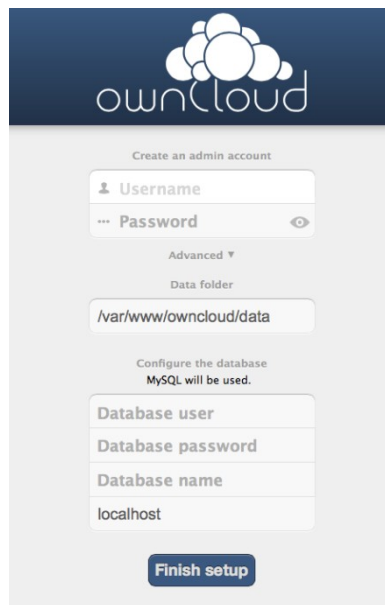 ownCloud
Create an admin account
Username
Password
Advanced ▼
Data folder
/var/www/owncloud/data
Configure the database
MySQL will be used.
Database user
Database password
Database name
localhost
Finish setup